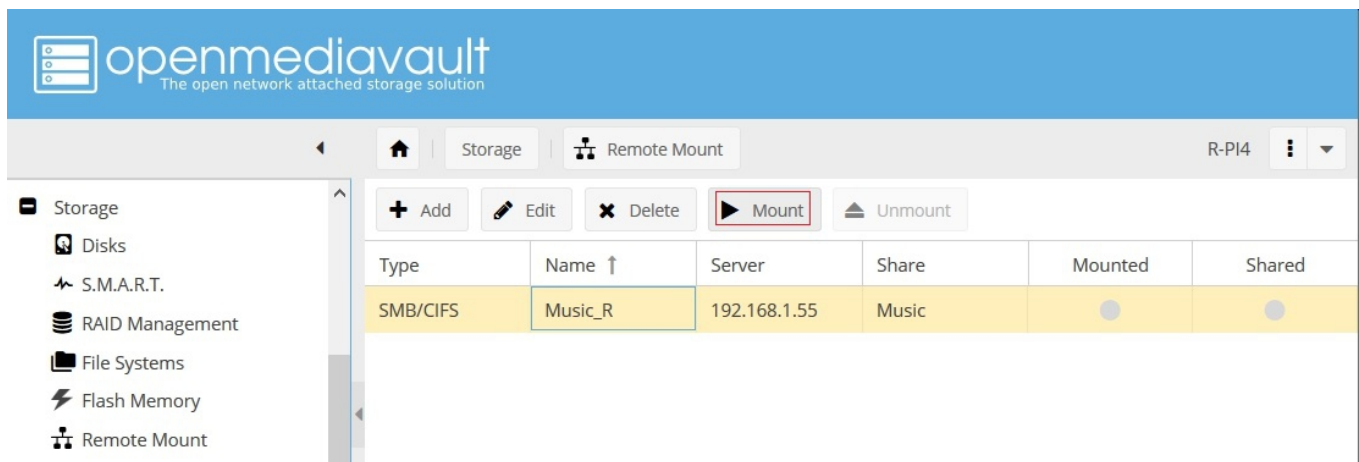 openmediavault
The open network attached storage solution
Storage
Remote Mount
R-PI4
Storage
Disks
S.M.A.R.T.
RAID Management
File Systems
Flash Memory
Remote Mount
Add Edit Delete Mount Unmount
Type Name Server Share Mounted Shared
SMB/CIFS Music_R 192.168.1.55 Music